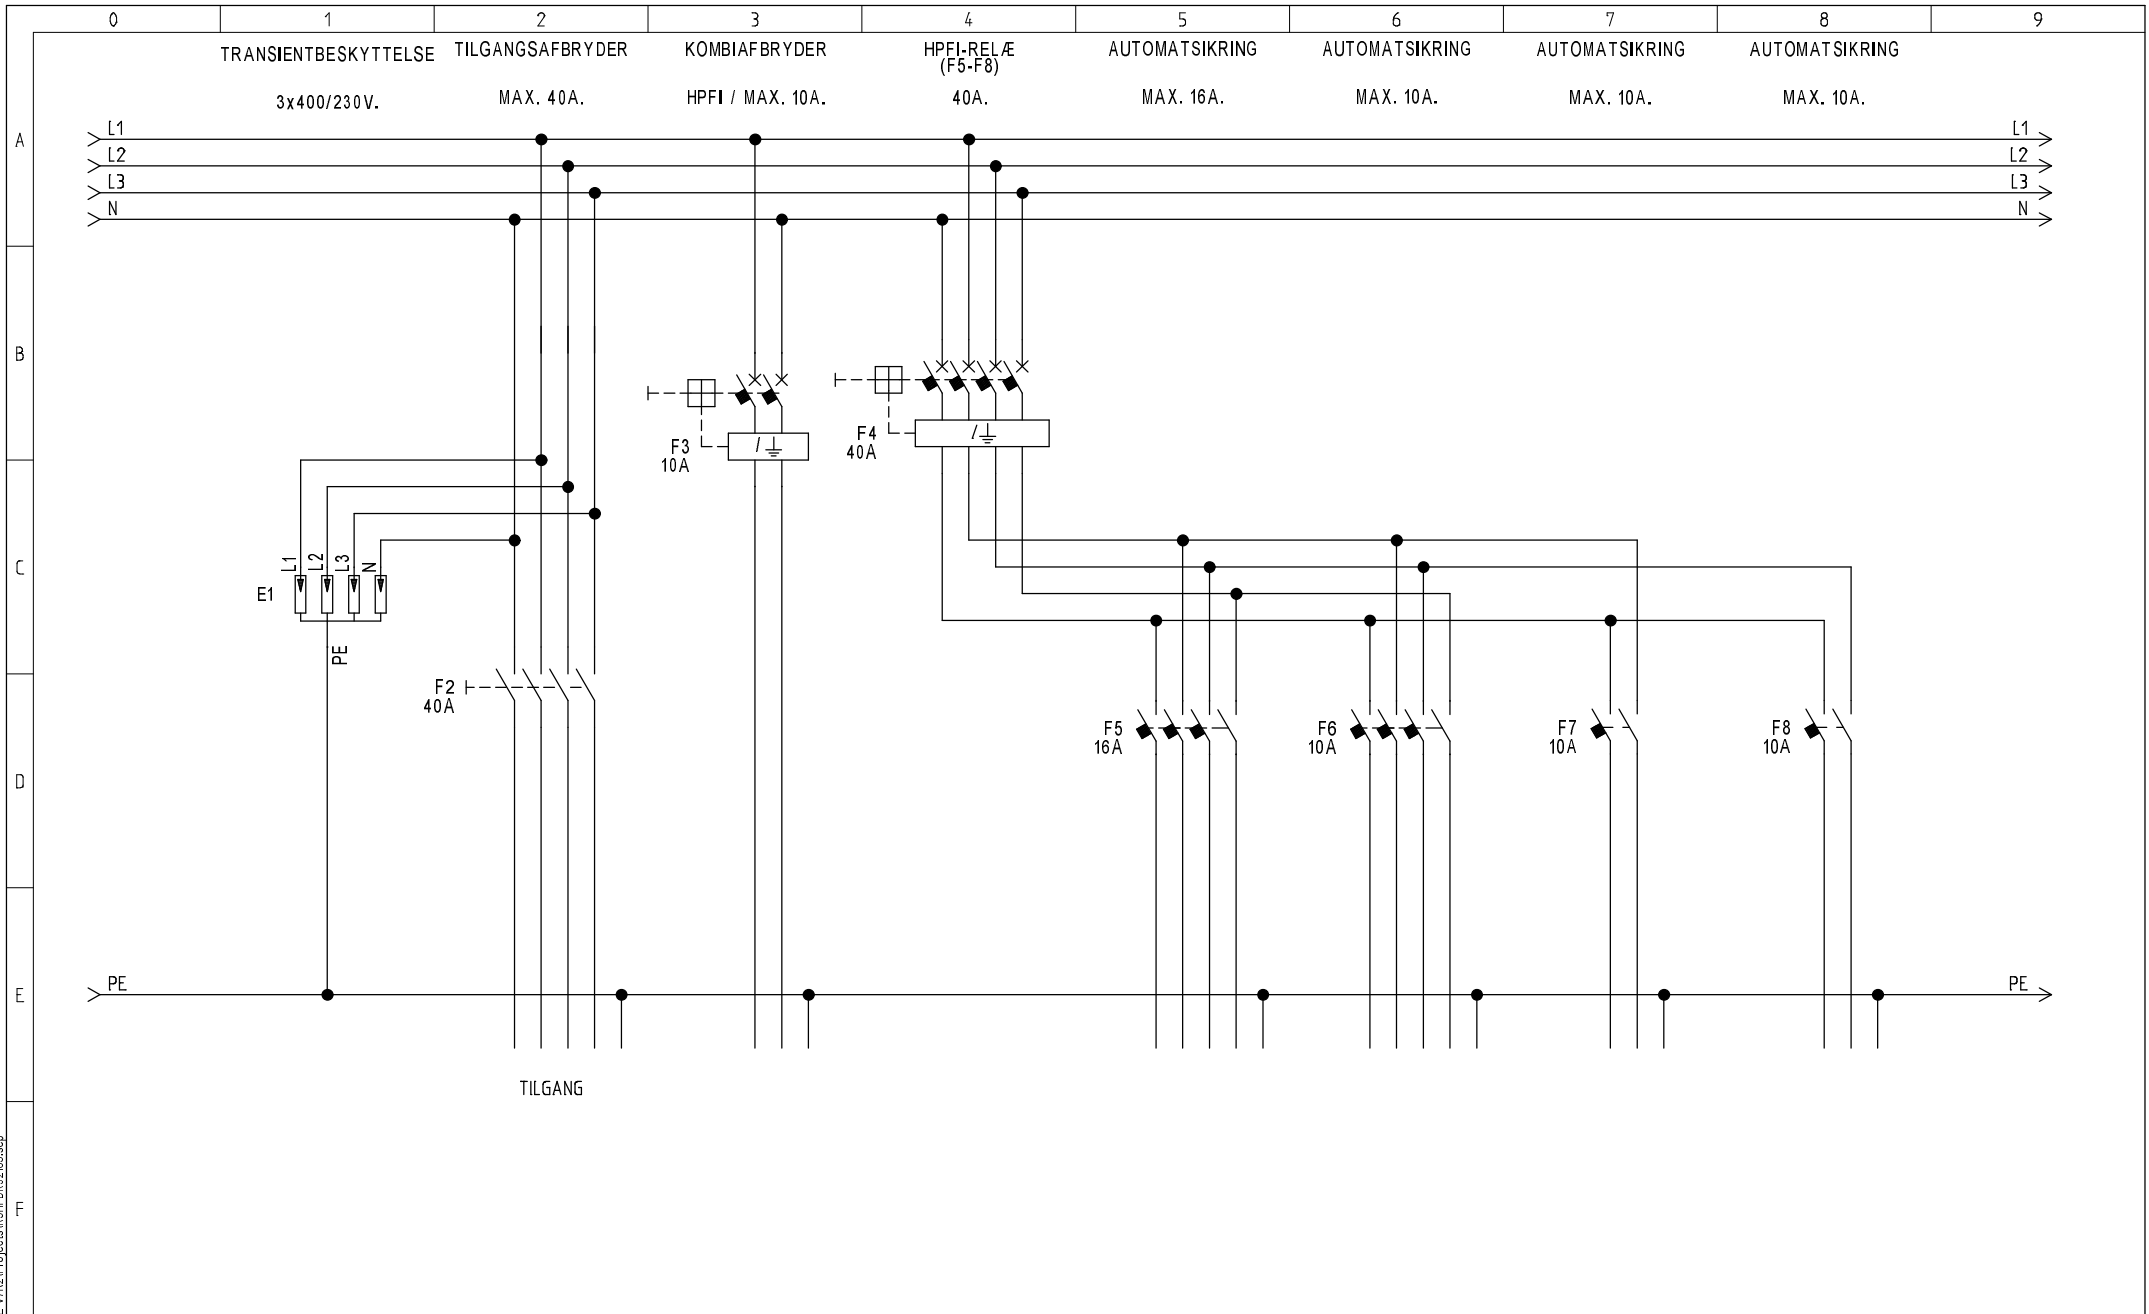 0 1 2 3 4 5 6 7 8 9
TRANSIENTBESKYTTELSE
3x400/230V.
TILGANGSAFBRYDER
MAX. 40A.
KOMBIAFBRYDER
HPFI / MAX. 10A.
HPFI-RELÆ
(F5-F8)
40A.
AUTOMATSIKRING
MAX. 16A.
AUTOMATSIKRING
MAX. 10A.
AUTOMATSIKRING
MAX. 10A.
AUTOMATSIKRING
MAX. 10A.
A
L1 L1
L2 L2
L3 L3
N N
B
F3
10A
I
F4
40A
I
C
L1
L2
L3
N
E1
PE
F2
40A
F5
16A
F6
10A
F7
10A
F8
10A
D
E
PE PE
TILGANG
F